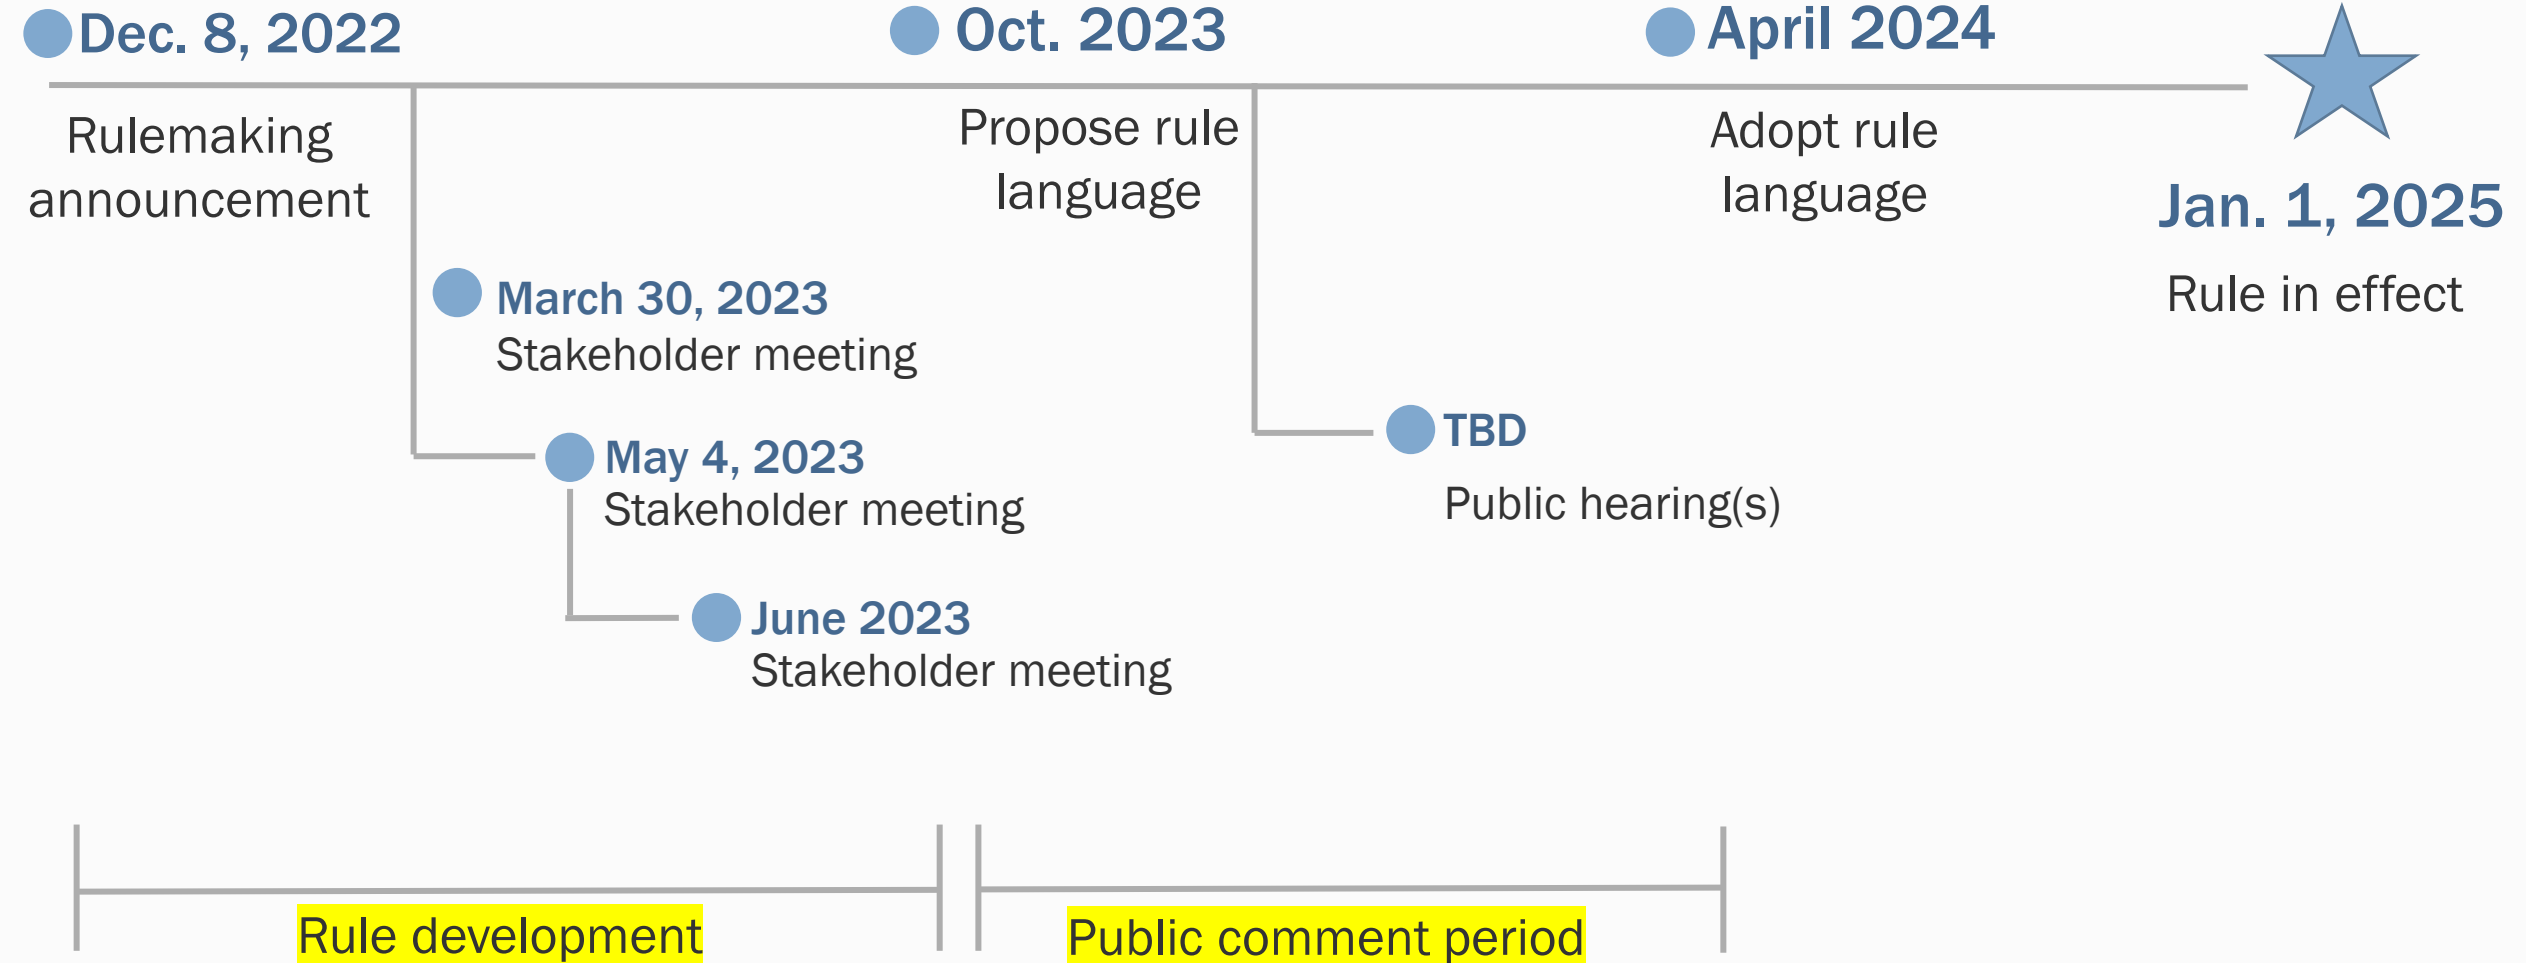 Dec. 8, 2022
Rulemaking
announcement
March 30, 2023
Stakeholder meeting
May 4, 2023
Stakeholder meeting
June 2023
Stakeholder meeting
Oct. 2023
Propose rule
language
TBD
Public hearing(s)
April 2024
Adopt rule
language
Jan. 1, 2025
Rule in effect
Rule development
Public comment period